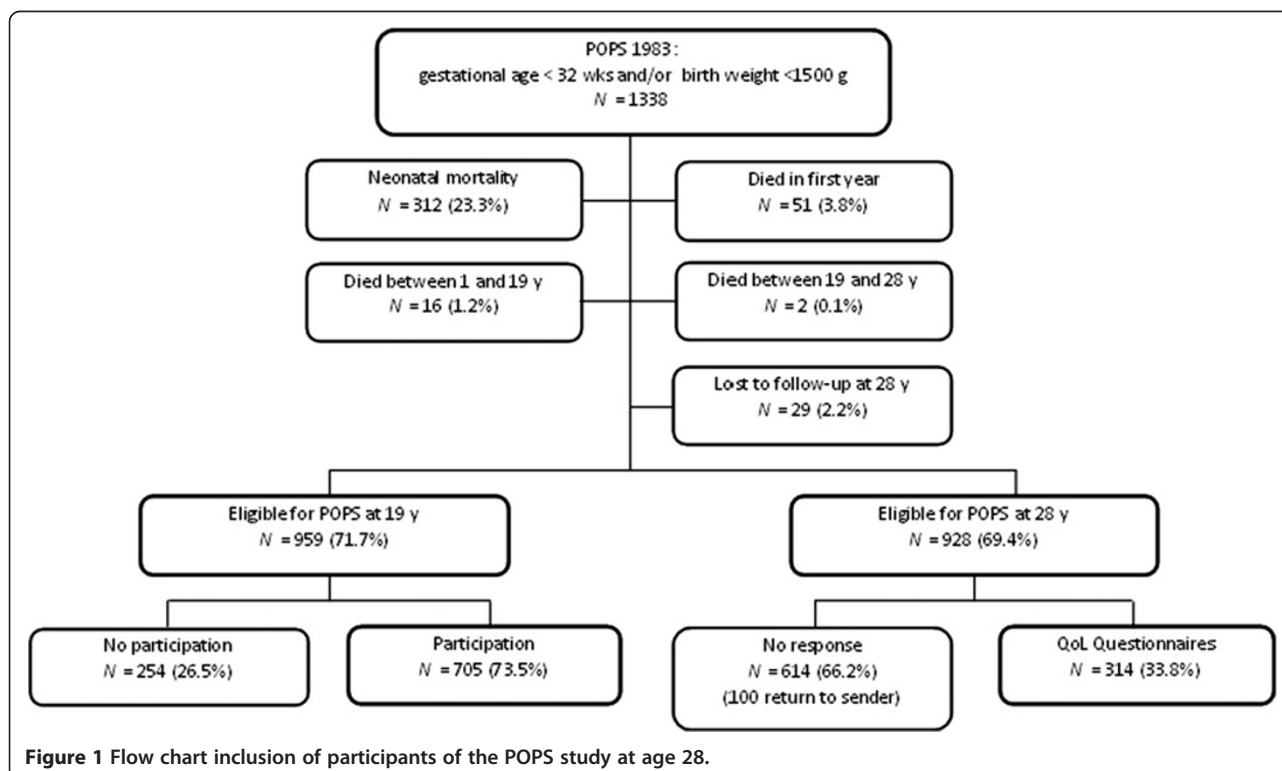 POPS 1983:
gestational age < 32 wks and/or birth weight <1500 g
N = 1338
Neonatal mortality
N = 312 (23.3%)
Died in first year
N = 51 (3.8%)
Died between 1 and 19 y
N = 16 (1.2%)
Died between 19 and 28 y
N = 2 (0.1%)
Lost to follow-up at 28 y
N = 29 (2.2%)
Eligible for POPS at 19 y
N = 959 (71.7%)
Eligible for POPS at 28 y
N = 928 (69.4%)
No participation
N = 254 (26.5%)
Participation
N = 705 (73.5%)
No response
N = 614 (66.2%)
(100 return to sender)
QoL Questionnaires
N = 314 (33.8%)
Figure 1 Flow chart inclusion of participants of the POPS study at age 28.